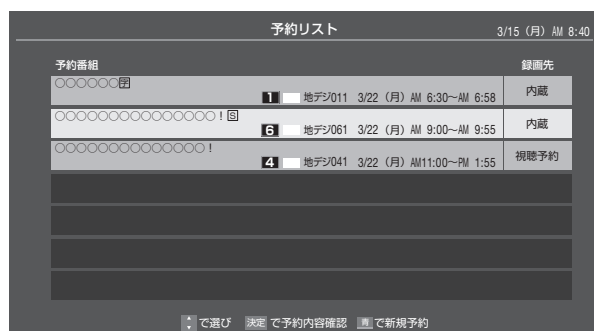 予約リスト
3/15（月）AM 8:40
予約番組 録画先
○○○○○○字
1 地デジ011 3/22（月）AM 6:30～AM 6:58 内蔵
○○○○○○○○○○○○○○○！S
6 地デジ061 3/22（月）AM 9:00～AM 9:55 内蔵
○○○○○○○○○○○○○○！
4 地デジ041 3/22（月）AM11:00～PM 1:55 視聴予約
で選び 決定 で予約内容確認 青 で新規予約